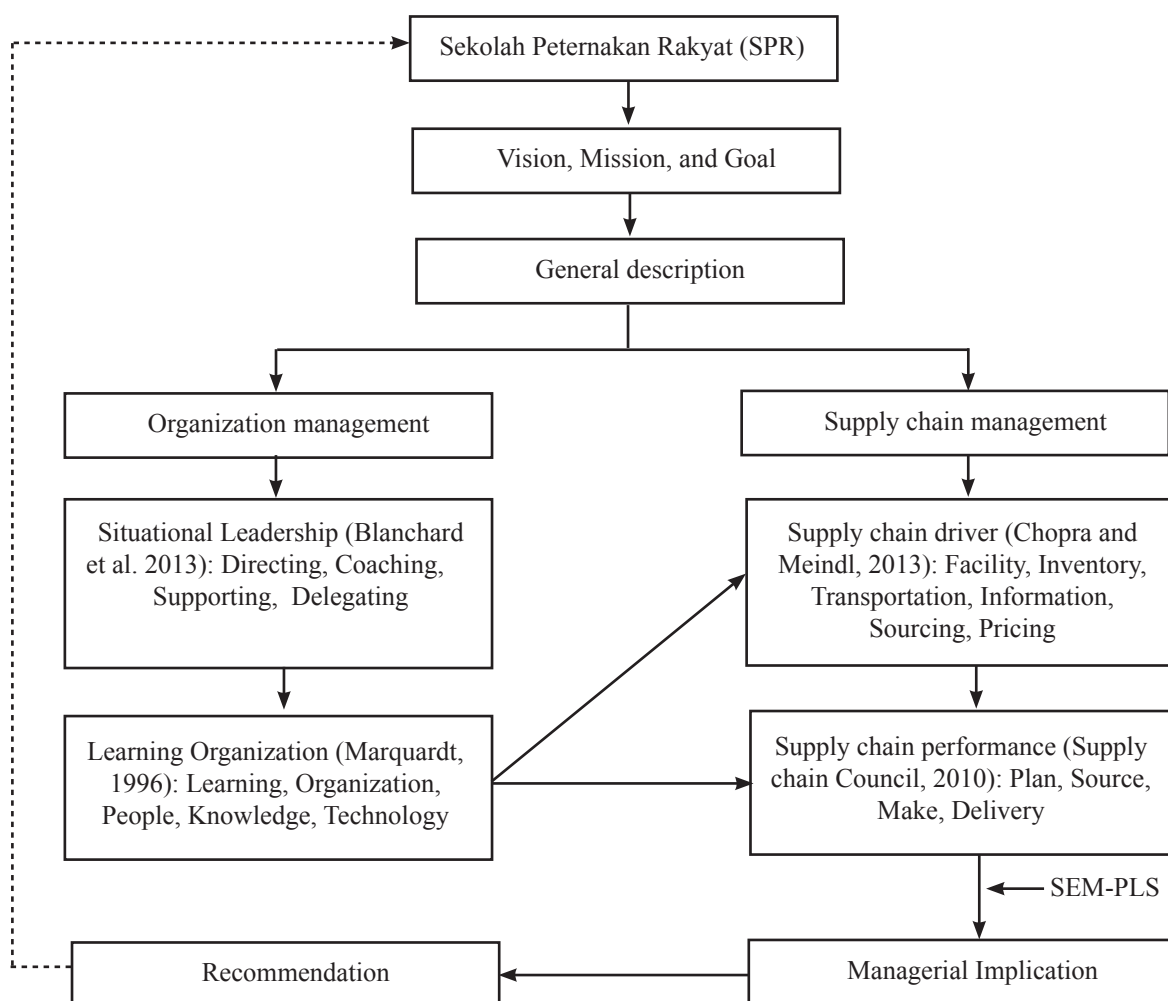 Sekolah Peternakan Rakyat (SPR)
Vision, Mission, and Goal
General description
Organization management
Supply chain management
Situational Leadership (Blanchard
et al. 2013): Directing, Coaching,
Supporting, Delegating
Supply chain driver (Chopra and
Meindl, 2013): Facility, Inventory,
Transportation, Information,
Sourcing, Pricing
Learning Organization (Marquardt,
1996): Learning, Organization,
People, Knowledge, Technology
Supply chain performance (Supply
chain Council, 2010): Plan, Source,
Make, Delivery
SEM-PLS
Recommendation
Managerial Implication